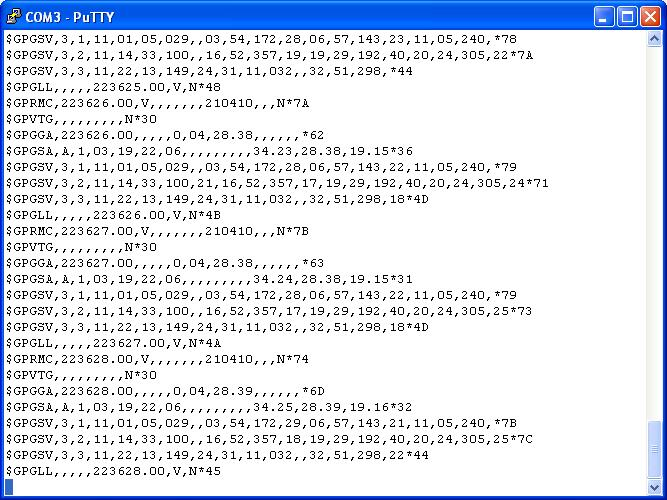 COM3 - PuTTY
$GPGSV,3,1,11,01,05,029,,03,54,172,28,06,57,143,23,11,05,240,*78
$GPGSV,3,2,11,14,33,100,,16,52,357,19,19,29,192,40,20,24,305,22*7A
$GPGSV,3,3,11,22,13,149,24,31,11,032,,32,51,298,*44
$GPGLL,,,,,223625.00,V,N*48
$GPRMC,223626.00,V,,,,,,,210410,,,N*7A
$GPVTG,,,,,,,,,N*30
$GPGGA,223626.00,,,,,0,04,28.38,,,,,,*62
$GPGSA,A,1,03,19,22,06,,,,,,,,,34.23,28.38,19.15*36
$GPGSV,3,1,11,01,05,029,,03,54,172,28,06,57,143,22,11,05,240,*79
$GPGSV,3,2,11,14,33,100,21,16,52,357,17,19,29,192,40,20,24,305,24*71
$GPGSV,3,3,11,22,13,149,24,31,11,032,,32,51,298,18*4D
$GPGLL,,,,,223626.00,V,N*4B
$GPRMC,223627.00,V,,,,,,,210410,,,N*7B
$GPVTG,,,,,,,,,N*30
$GPGGA,223627.00,,,,,0,04,28.38,,,,,,*63
$GPGSA,A,1,03,19,22,06,,,,,,,,,34.24,28.38,19.15*31
$GPGSV,3,1,11,01,05,029,,03,54,172,28,06,57,143,22,11,05,240,*79
$GPGSV,3,2,11,14,33,100,,16,52,357,17,19,29,192,40,20,24,305,25*73
$GPGSV,3,3,11,22,13,149,24,31,11,032,,32,51,298,18*4D
$GPGLL,,,,,223627.00,V,N*4A
$GPRMC,223628.00,V,,,,,,,210410,,,N*74
$GPVTG,,,,,,,,,N*30
$GPGGA,223628.00,,,,,0,04,28.39,,,,,,*6D
$GPGSA,A,1,03,19,22,06,,,,,,,,,34.25,28.39,19.16*32
$GPGSV,3,1,11,01,05,029,,03,54,172,29,06,57,143,21,11,05,240,*7B
$GPGSV,3,2,11,14,33,100,,16,52,357,18,19,29,192,40,20,24,305,25*7C
$GPGSV,3,3,11,22,13,149,24,31,11,032,,32,51,298,22*44
$GPGLL,,,,,223628.00,V,N*45